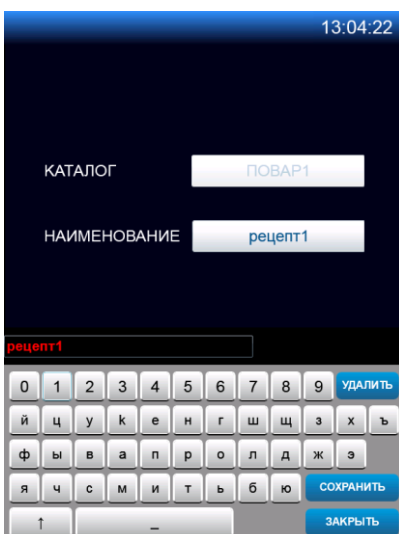 13:04:22
КАТАЛОГ ПОВАР1
НАИМЕНОВАНИЕ рецепт1
рецепт1
0 1 2 3 4 5 6 7 8 9 УДАЛИТЬ
й ц у k е н г ш щ з х ъ
ф ы в а п р о л д ж э
я ч с м и т ь б ю СОХРАНИТЬ
↑ _ ЗАКРЫТЬ